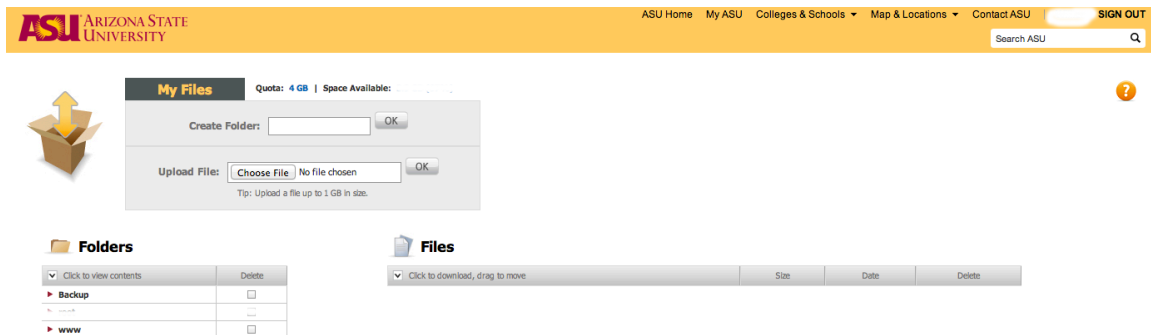 ASU ARIZONA STATE UNIVERSITY
ASU Home My ASU Colleges & Schools Map & Locations Contact ASU SIGN OUT
Search ASU
My Files Quota: 4 GB | Space Available:
?
Create Folder: OK
Upload File: Choose File No file chosen OK
Tip: Upload a file up to 1 GB in size.
Folders Files
Click to view contents Delete Click to download, drag to move Size Date Delete
Backup
www